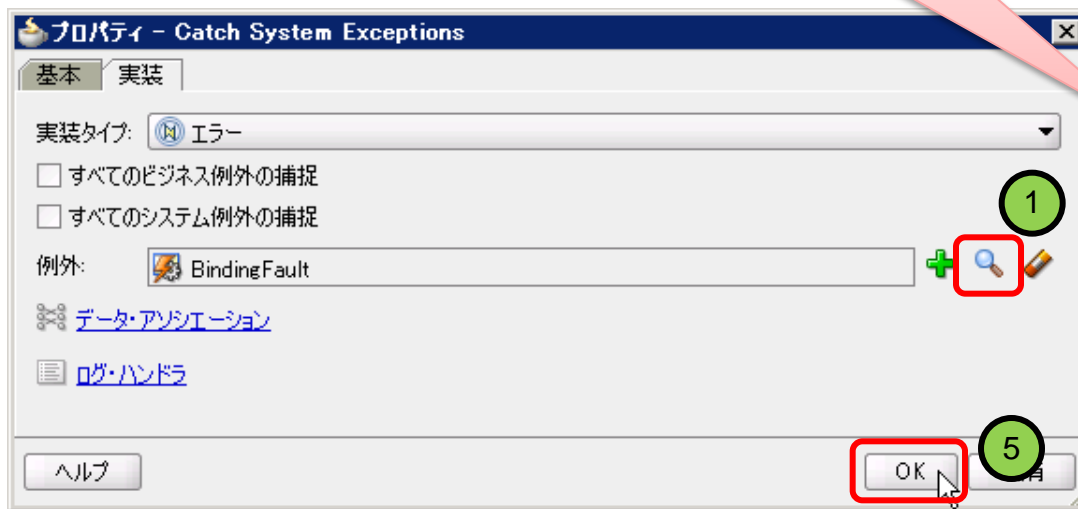 プロパティ - Catch System Exceptions
基本 実装
実装タイプ: エラー
すべてのビジネス例外の捕捉
すべてのシステム例外の捕捉
1
例外: BindingFault
データ・アソシエーション
ログ・ハンドラ
ヘルプ OK 5